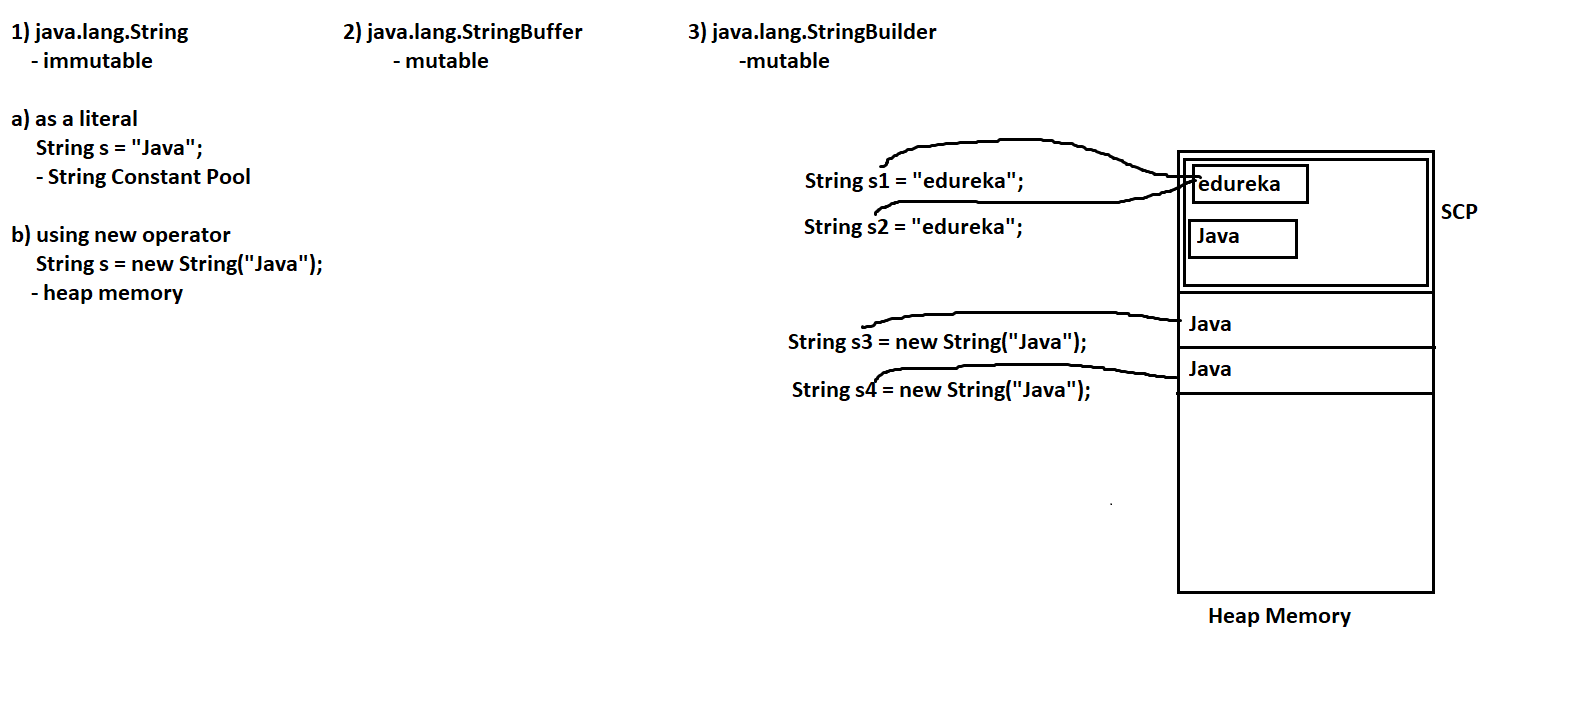 1) java.lang.String
- immutable
2) java.lang.StringBuffer
- mutable
3) java.lang.StringBuilder
-mutable
a) as a literal
String s = "Java";
- String Constant Pool
b) using new operator
String s = new String("Java");
- heap memory
String s1 = "edureka";
String s2 = "edureka";
String s3 = new String("Java");
String s4 = new String("Java");
edureka
Java
SCP
Java
Java
Heap Memory